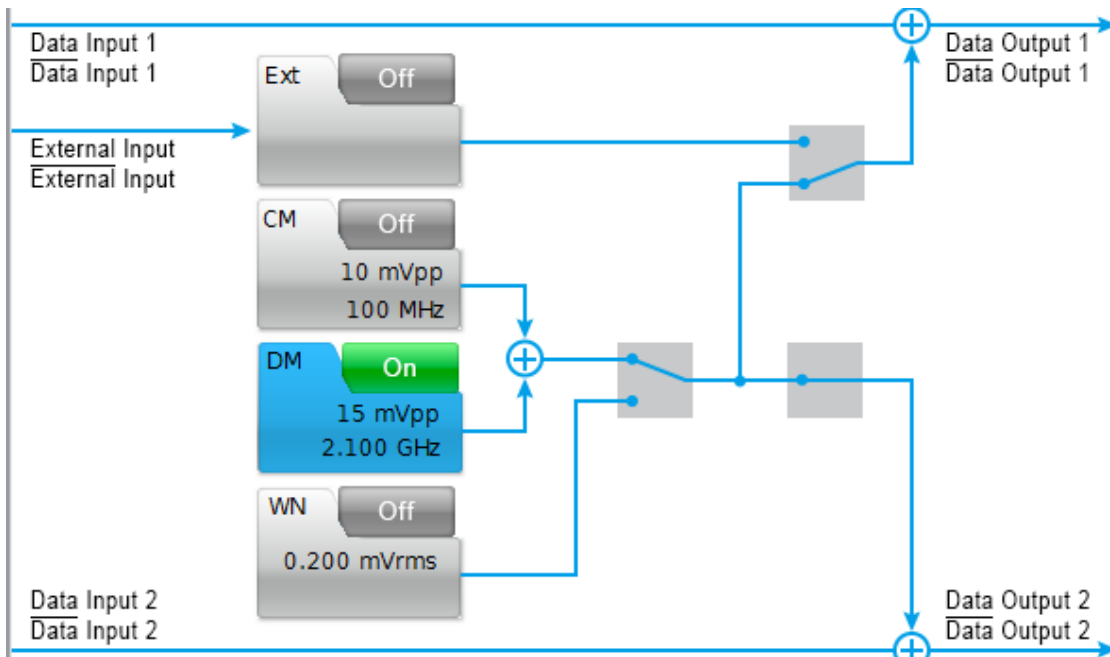 Data Input 1
Data Input 1
Data Output 1
Data Output 1
Ext
Off
External Input
External Input
CM
Off
10 mVpp
100 MHz
DM
On
15 mVpp
2.100 GHz
WN
Off
0.200 mVrms
Data Input 2
Data Input 2
Data Output 2
Data Output 2